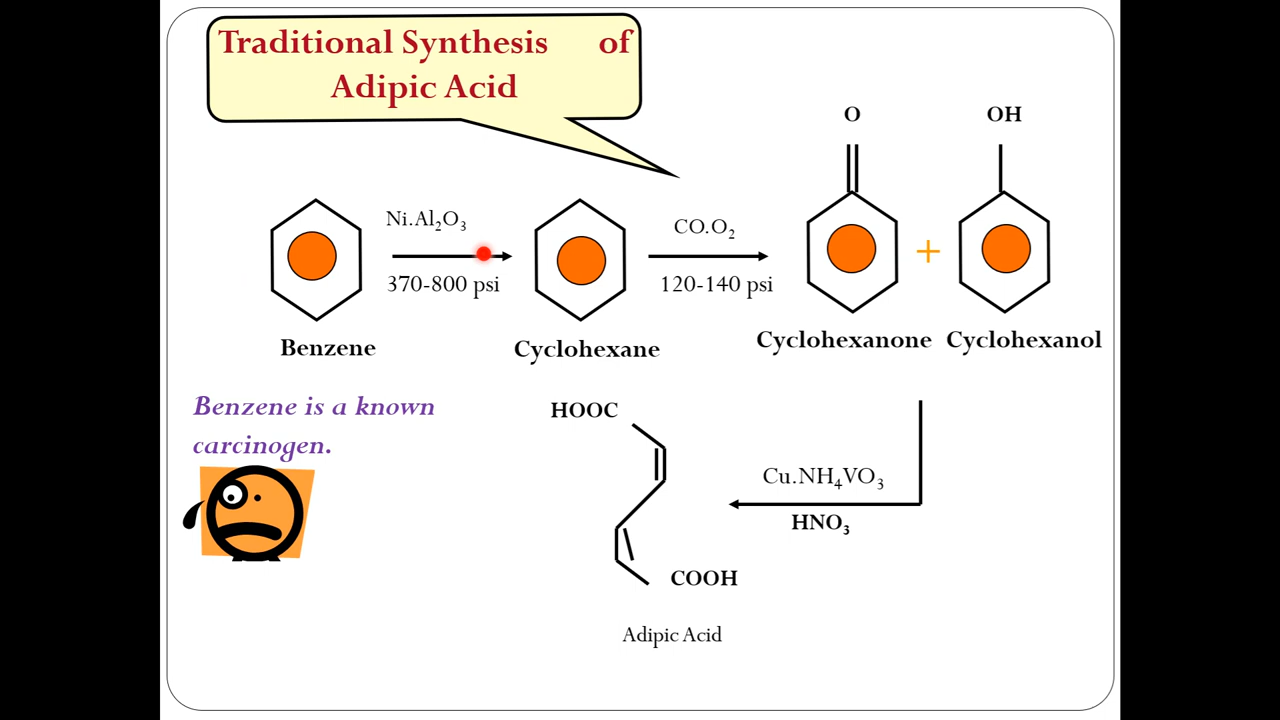 Traditional Synthesis of
Adipic Acid
O
OH
Ni.Al₂O₃
370-800 psi
CO.O₂
120-140 psi
+
Benzene
Cyclohexane
Cyclohexanone
Cyclohexanol
Benzene is a known
carcinogen.
HOOC
COOH
Cu.NH₄VO₃
HNO₃
Adipic Acid